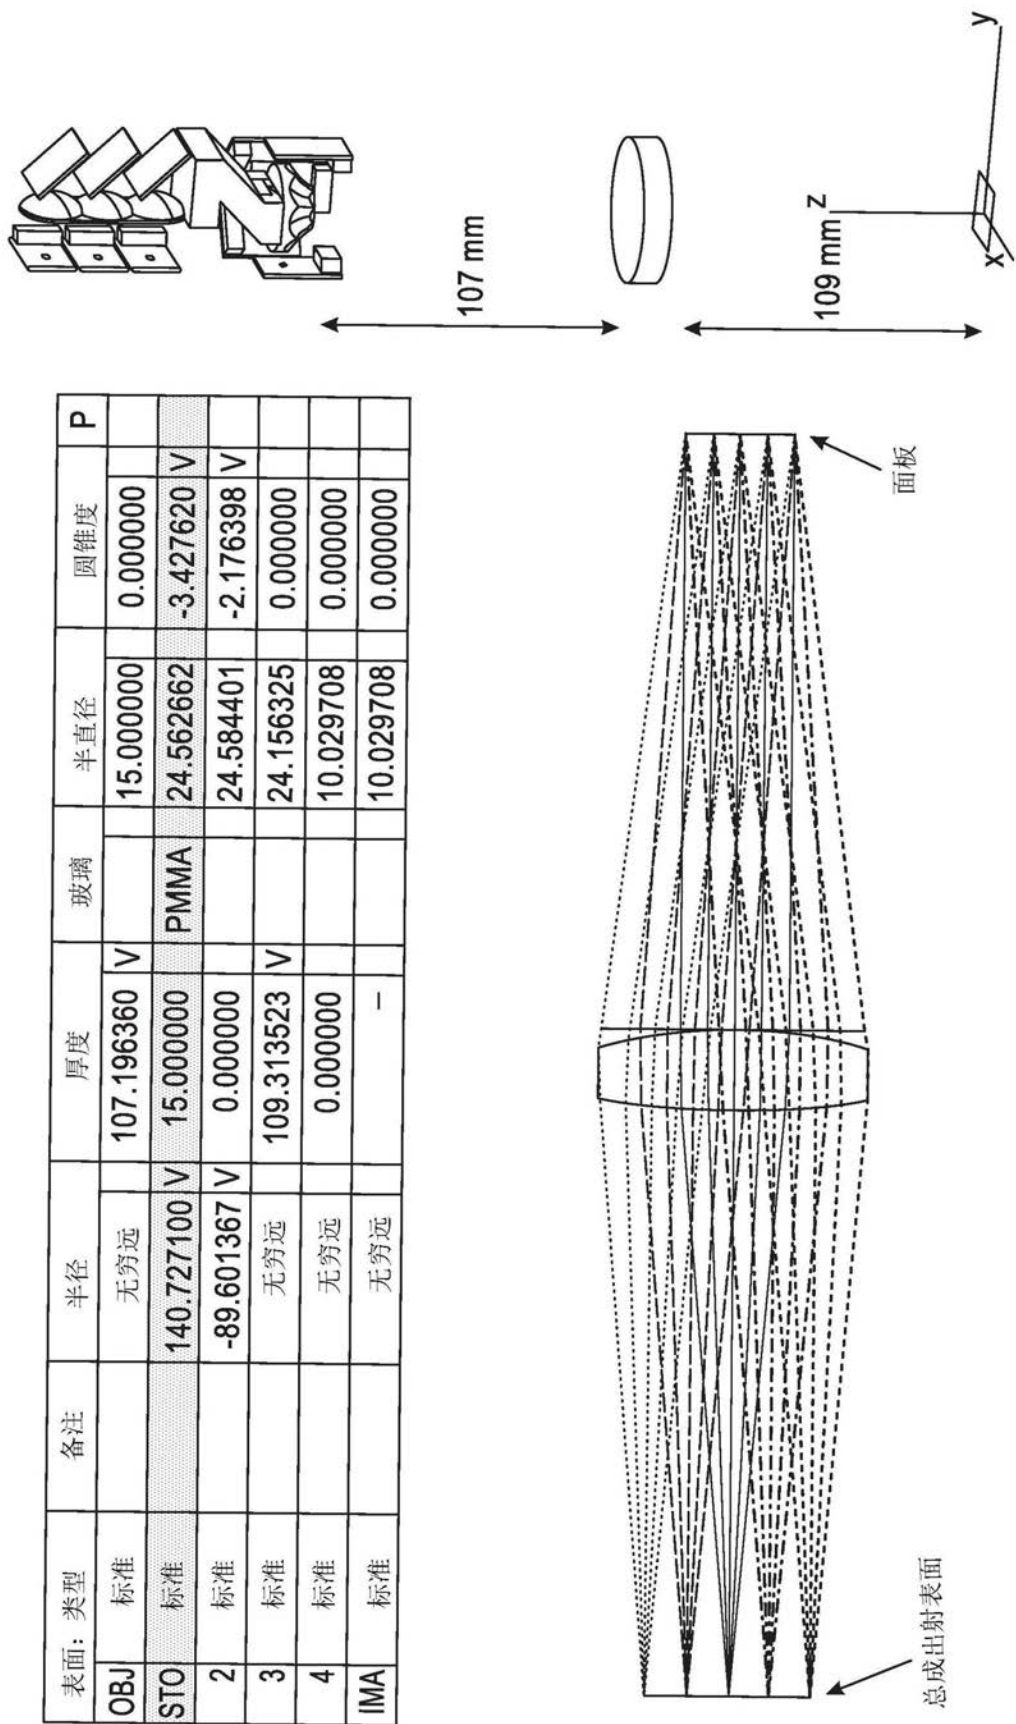 表面：类型 备注 半径 厚度 玻璃 半直径 圆锥度 P
OBJ 标准 无穷远 107.196360 V 15.000000 0.000000
STO 标准 140.727100 V 15.000000 PMMA 24.562662 -3.427620 V
2 标准 -89.601367 V 0.000000 24.584401 -2.176398 V
3 标准 无穷远 109.313523 V 24.156325 0.000000
4 标准 无穷远 0.000000 10.029708 0.000000
IMA 标准 无穷远 – 10.029708 0.000000
107 mm
109 mm
z
y
x
总成出射表面
面板